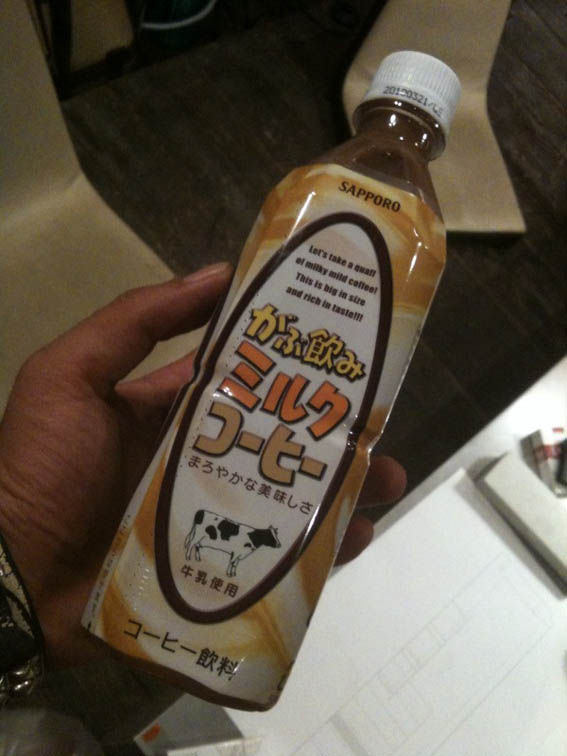 SAPPORO
Let's take a quaff
of milky mild coffee!
This is big in size
and rich in taste!!!
がぶ飲み
ミルク
コーヒー
まろやかな美味しさ
牛乳使用
コーヒー飲料